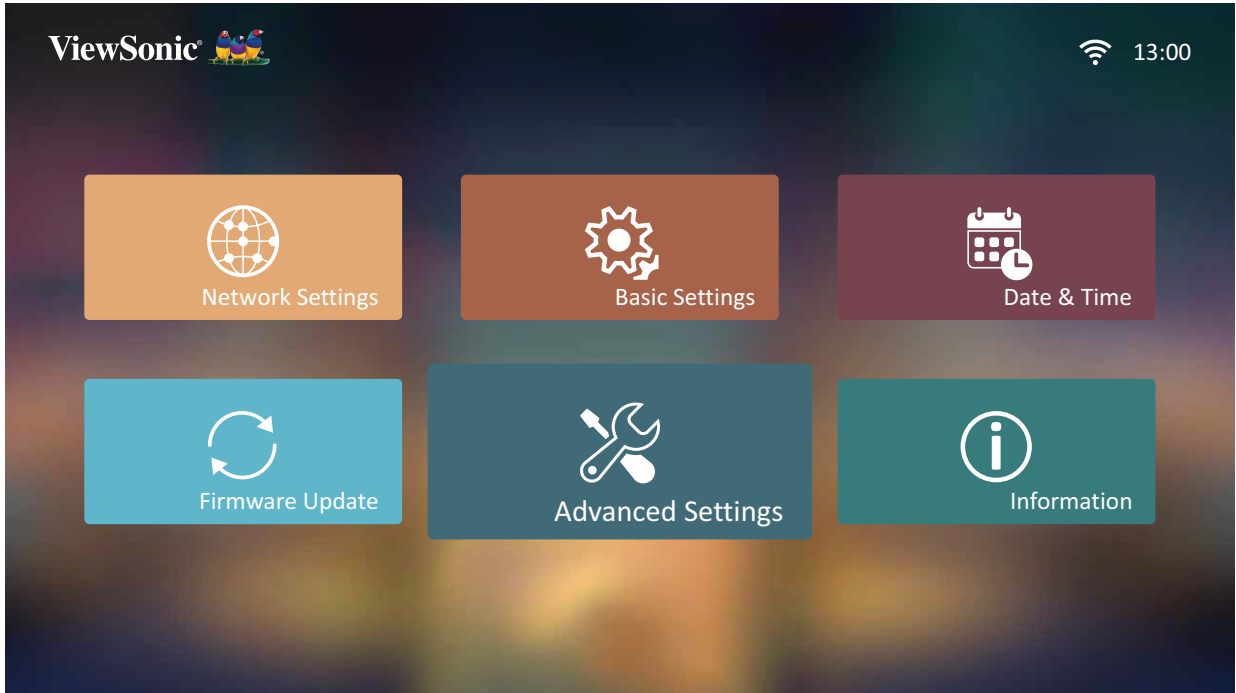 ViewSonic®
13:00
Network Settings
Basic Settings
Date & Time
Firmware Update
Advanced Settings
Information